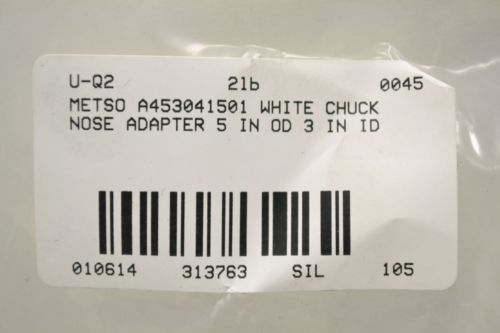 U-Q2 2lb 0045
METSO A453041501 WHITE CHUCK
NOSE ADAPTER 5 IN OD 3 IN ID
010614 313763 SIL 105